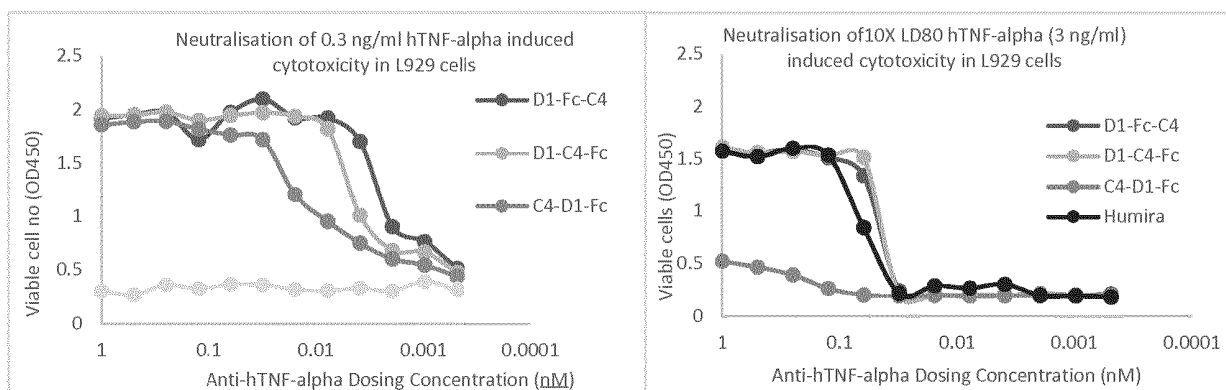 Neutralisation of 0.3 ng/ml hTNF-alpha induced
cytotoxicity in L929 cells
Viable cell no (OD450)
2.5
2
1.5
1
0.5
0
1
0.1
0.01
0.001
0.0001
Anti-hTNF-alpha Dosing Concentration (nM)
D1-Fc-C4
D1-C4-Fc
C4-D1-Fc
Neutralisation of10X LD80 hTNF-alpha (3 ng/ml)
induced cytotoxicity in L929 cells
Viable cells (OD450)
2.5
2
1.5
1
0.5
0
1
0.1
0.01
0.001
0.0001
Anti-hTNF-alpha Dosing Concentration (nM)
D1-Fc-C4
D1-C4-Fc
C4-D1-Fc
Humira